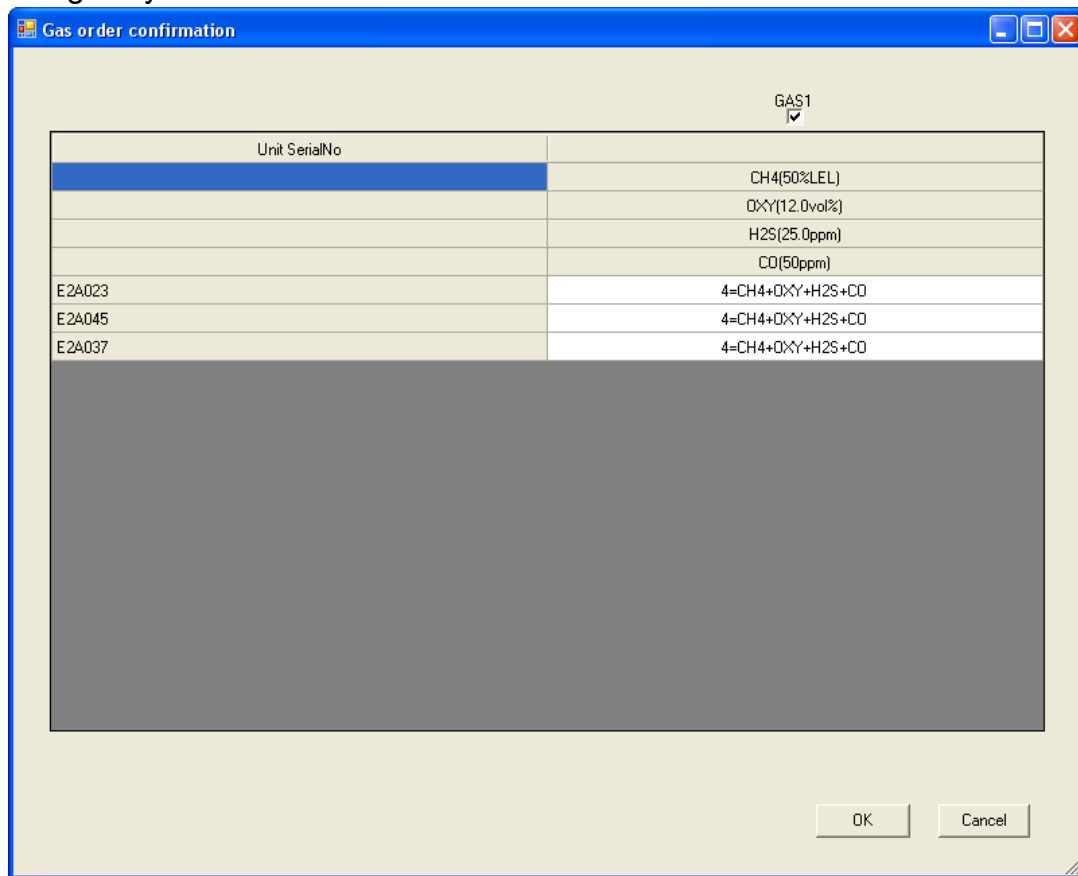 Gas order confirmation
GAS1
Unit SerialNo
CH4(50%LEL)
OXY(12.0vol%)
H2S(25.0ppm)
CO(50ppm)
E2A023 4=CH4+OXY+H2S+CO
E2A045 4=CH4+OXY+H2S+CO
E2A037 4=CH4+OXY+H2S+CO
OK Cancel